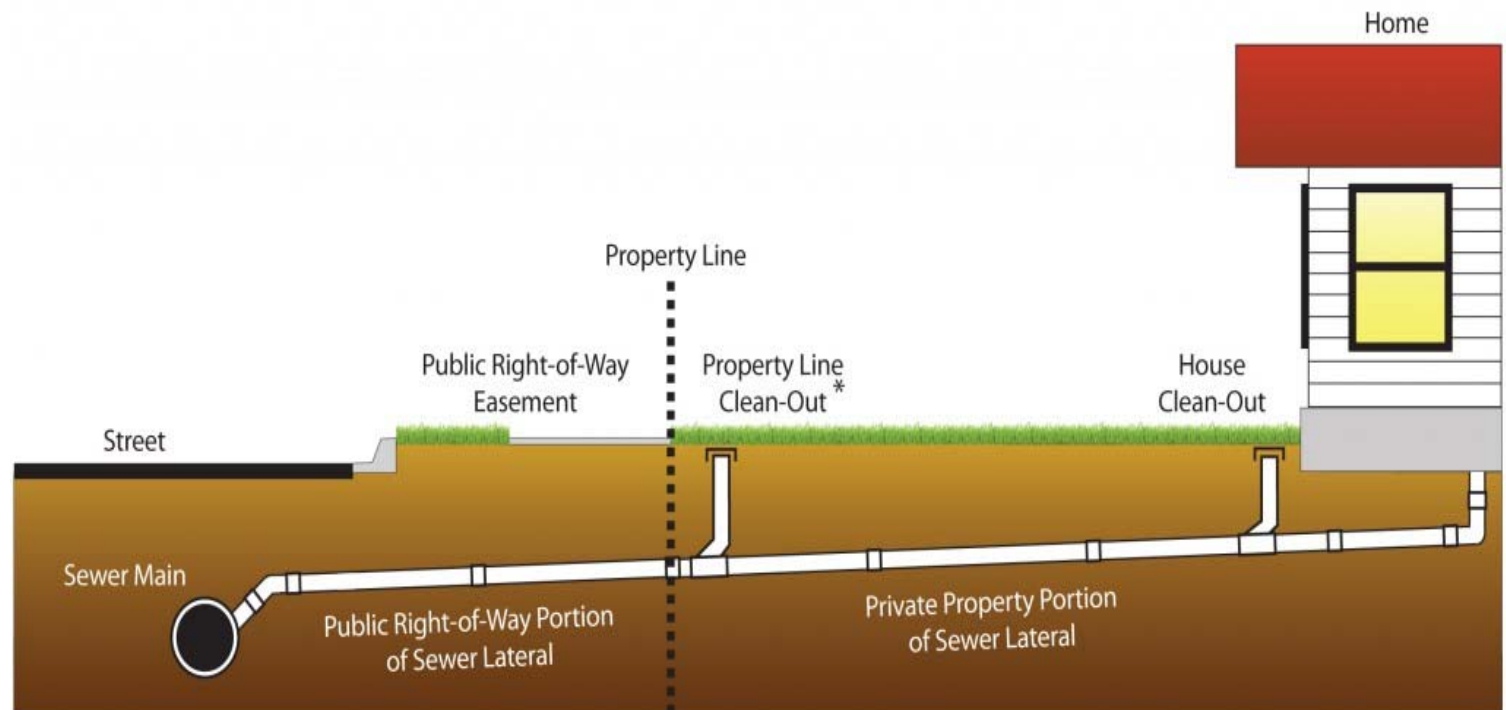 Home
Property Line
Public Right-of-Way
Easement
Property Line
Clean-Out *
House
Clean-Out
Street
Sewer Main
Public Right-of-Way Portion
of Sewer Lateral
Private Property Portion
of Sewer Lateral